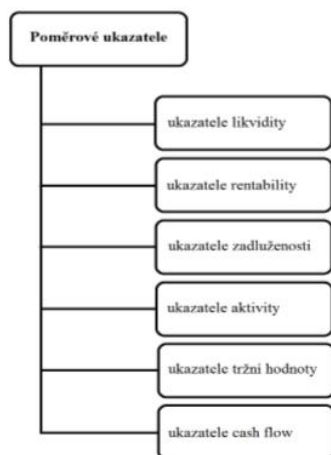 Poměrové ukazatele
ukazatele likvidity
ukazatele rentability
ukazatele zadluženosti
ukazatele aktivity
ukazatele tržní hodnoty
ukazatele cash flow